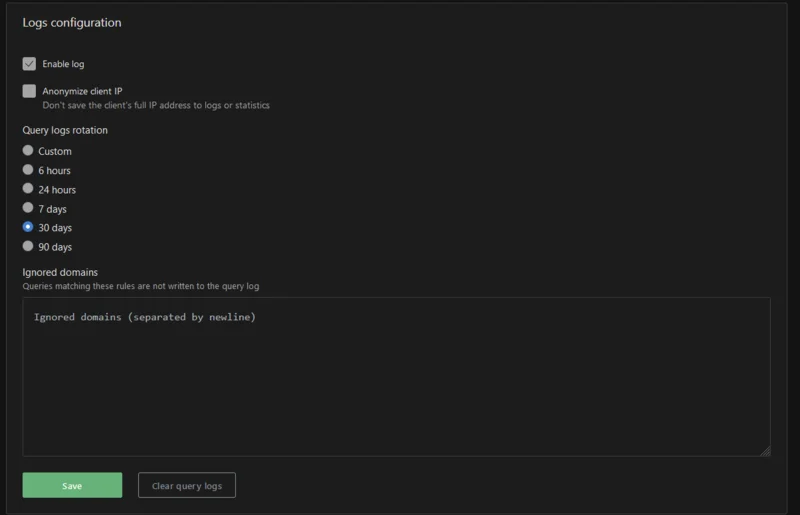 Logs configuration
Enable log
Anonymize client IP
Don't save the client's full IP address to logs or statistics
Query logs rotation
Custom
6 hours
24 hours
7 days
30 days
90 days
Ignored domains
Queries matching these rules are not written to the query log
Ignored domains (separated by newline)
Save
Clear query logs